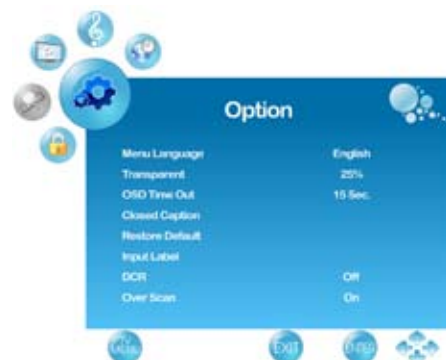 Option
Menu Language English
Transparent 25%
OSD Time Out 15 Sec.
Closed Caption
Restore Default
Input Label
DCR Off
Over Scan On
EXIT